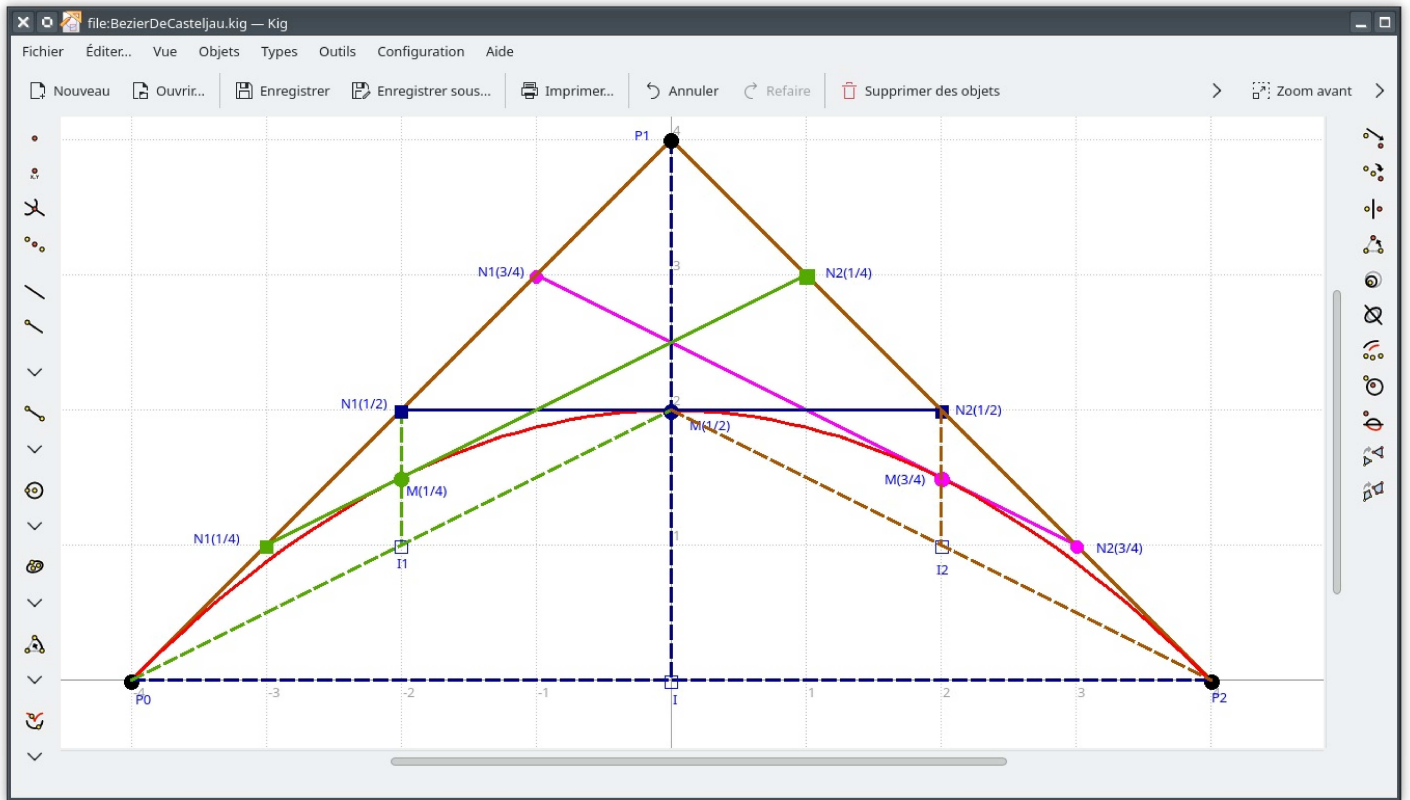 file:BezierDeCasteljau.kig — Kig
Fichier Éditer... Vue Objets Types Outils Configuration Aide
Nouveau Ouvrir... Enregistrer Enregistrer sous... Imprimer... Annuler Refaire Supprimer des objets Zoom avant
P1 4
N1(3/4) 3 N2(1/4)
N1(1/2) 2 N2(1/2)
M(1/2)
M(1/4) M(3/4)
N1(1/4) 1 N2(3/4)
I1 I2
-4 -3 -2 -1 1 2 3 4
P0 I P2